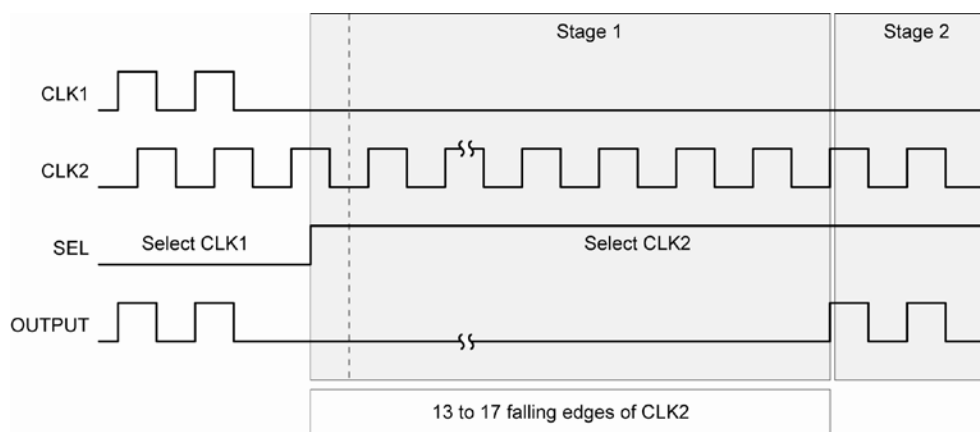 Stage 1
Stage 2
CLK1
CLK2
SEL
Select CLK1
Select CLK2
OUTPUT
13 to 17 falling edges of CLK2